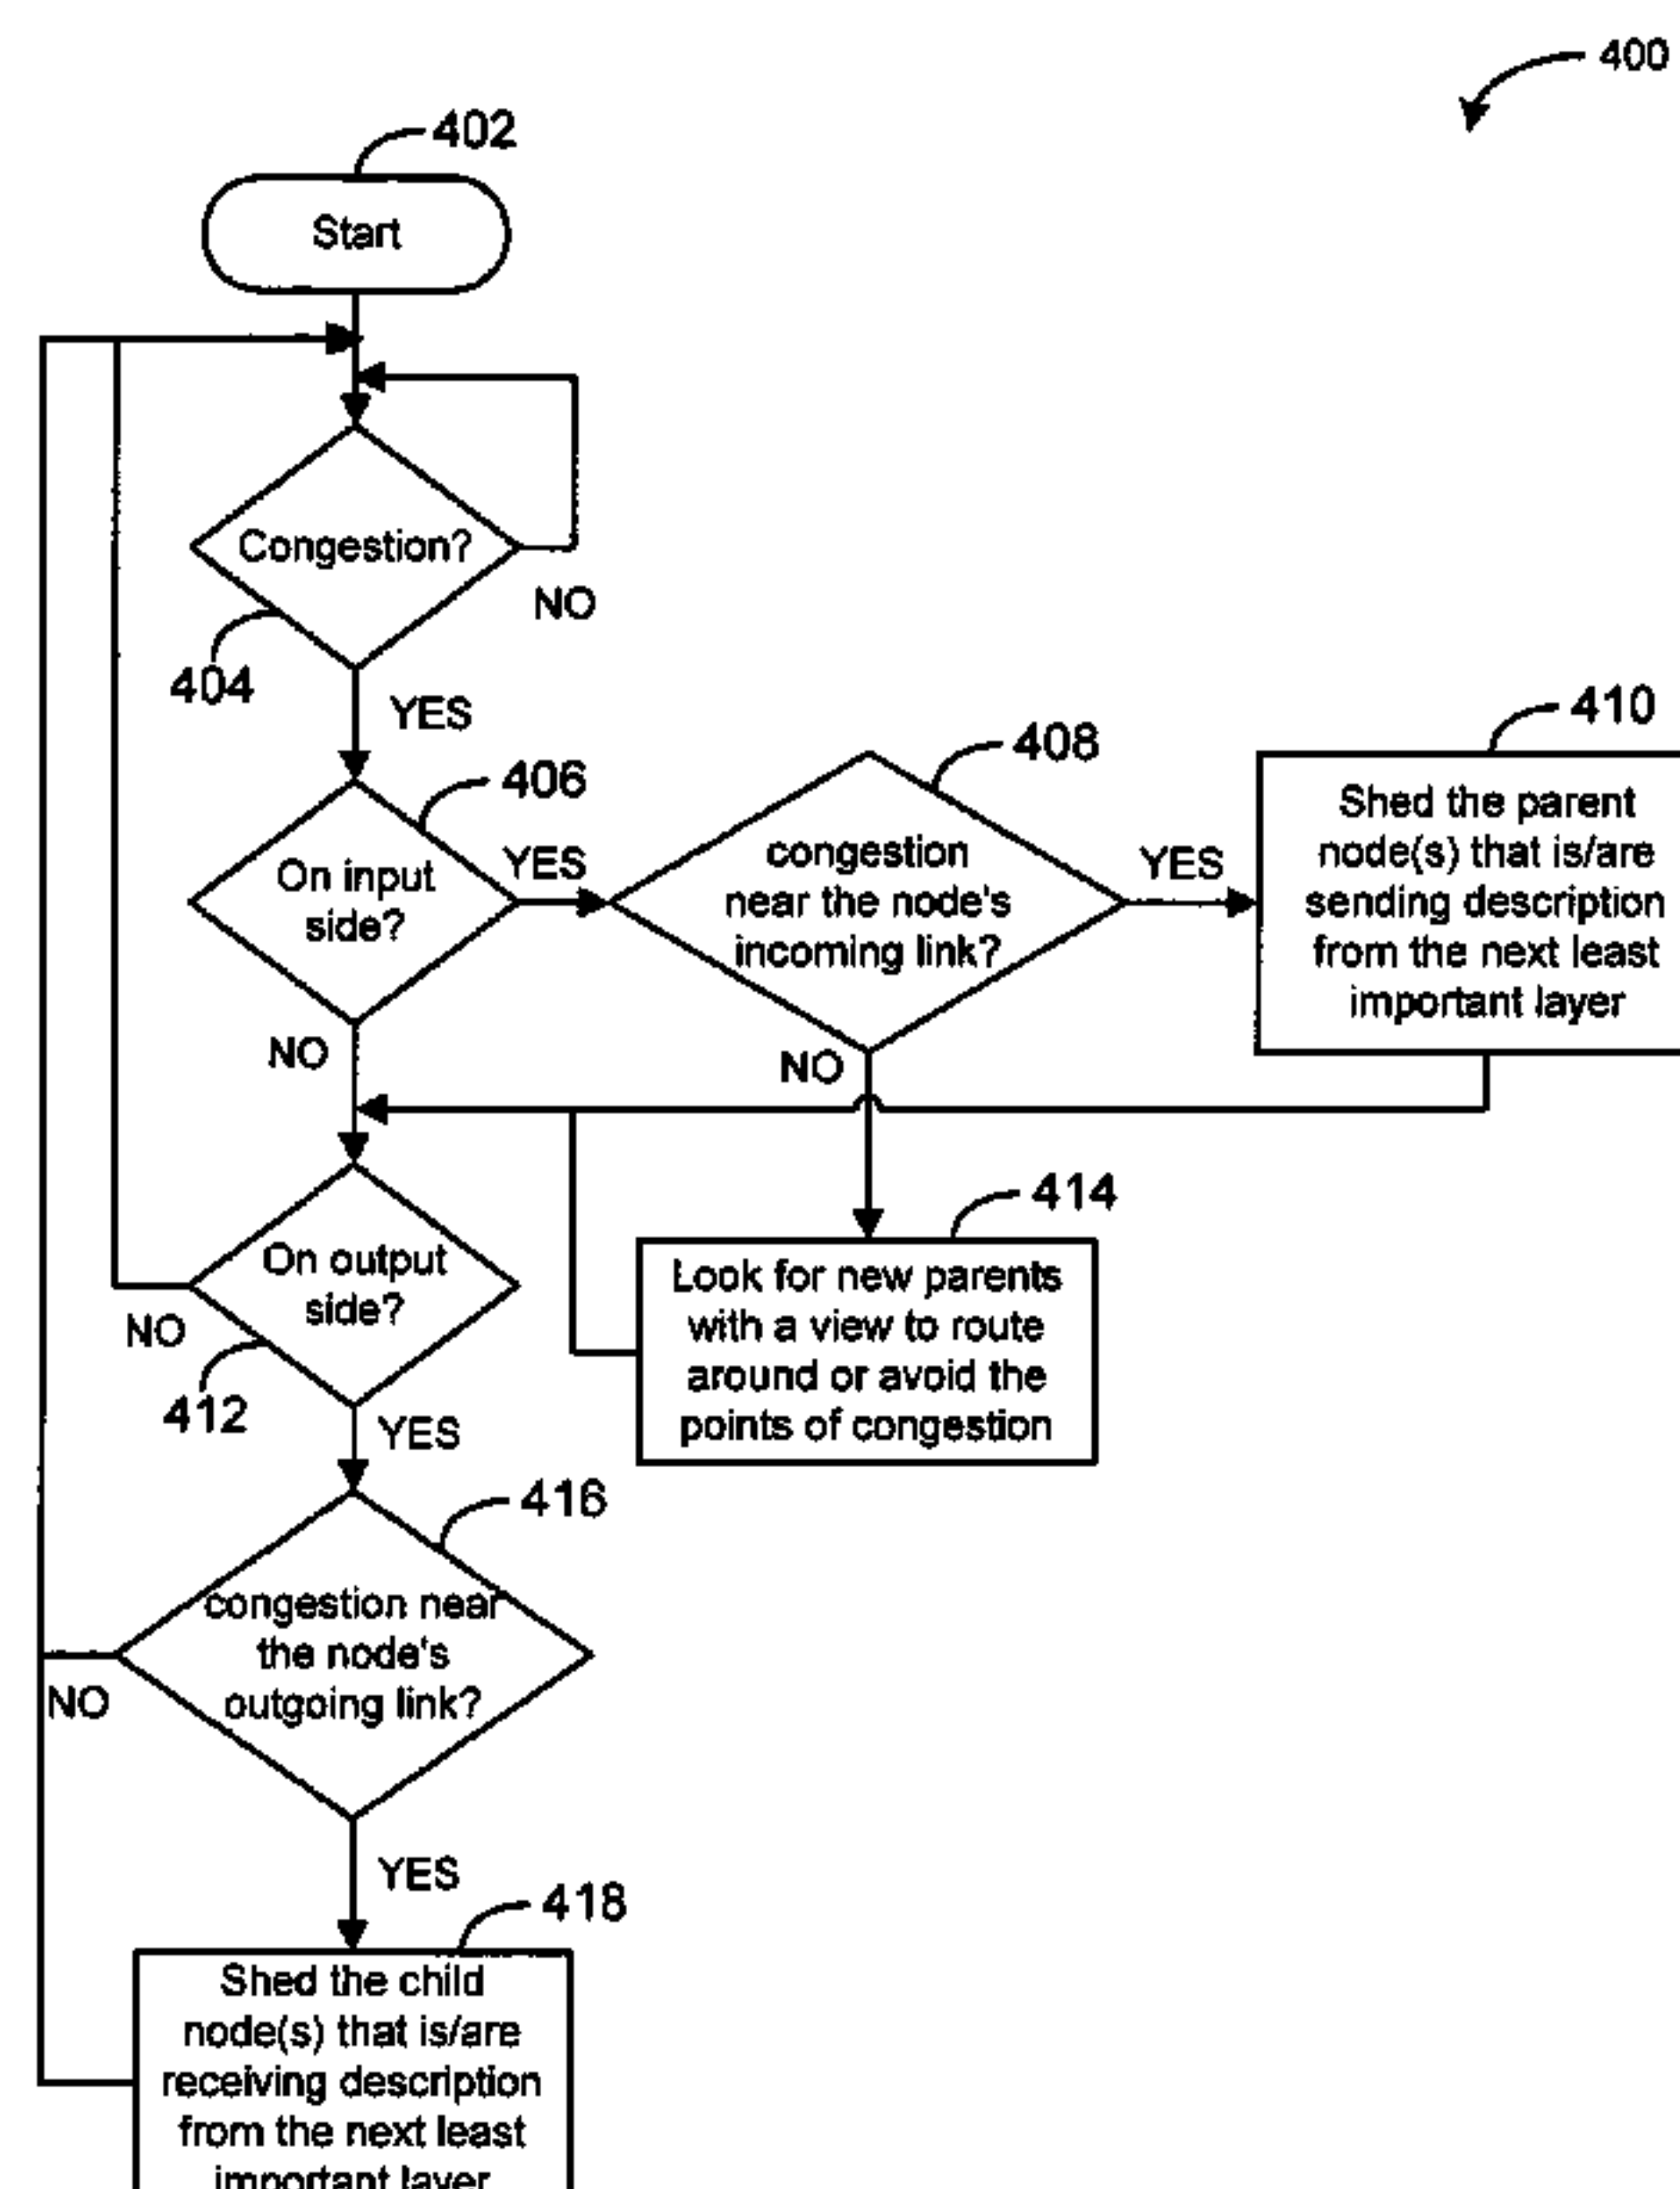 400
402
Start
Congestion?
NO
404
YES
406
On input
side?
YES
408
congestion
near the node's
incoming link?
YES
410
Shed the parent
node(s) that is/are
sending description
from the next least
important layer
NO
NO
On output
side?
NO
412
YES
414
Look for new parents
with a view to route
around or avoid the
points of congestion
416
congestion near
the node's
outgoing link?
NO
YES
418
Shed the child
node(s) that is/are
receiving description
from the next least
important layer